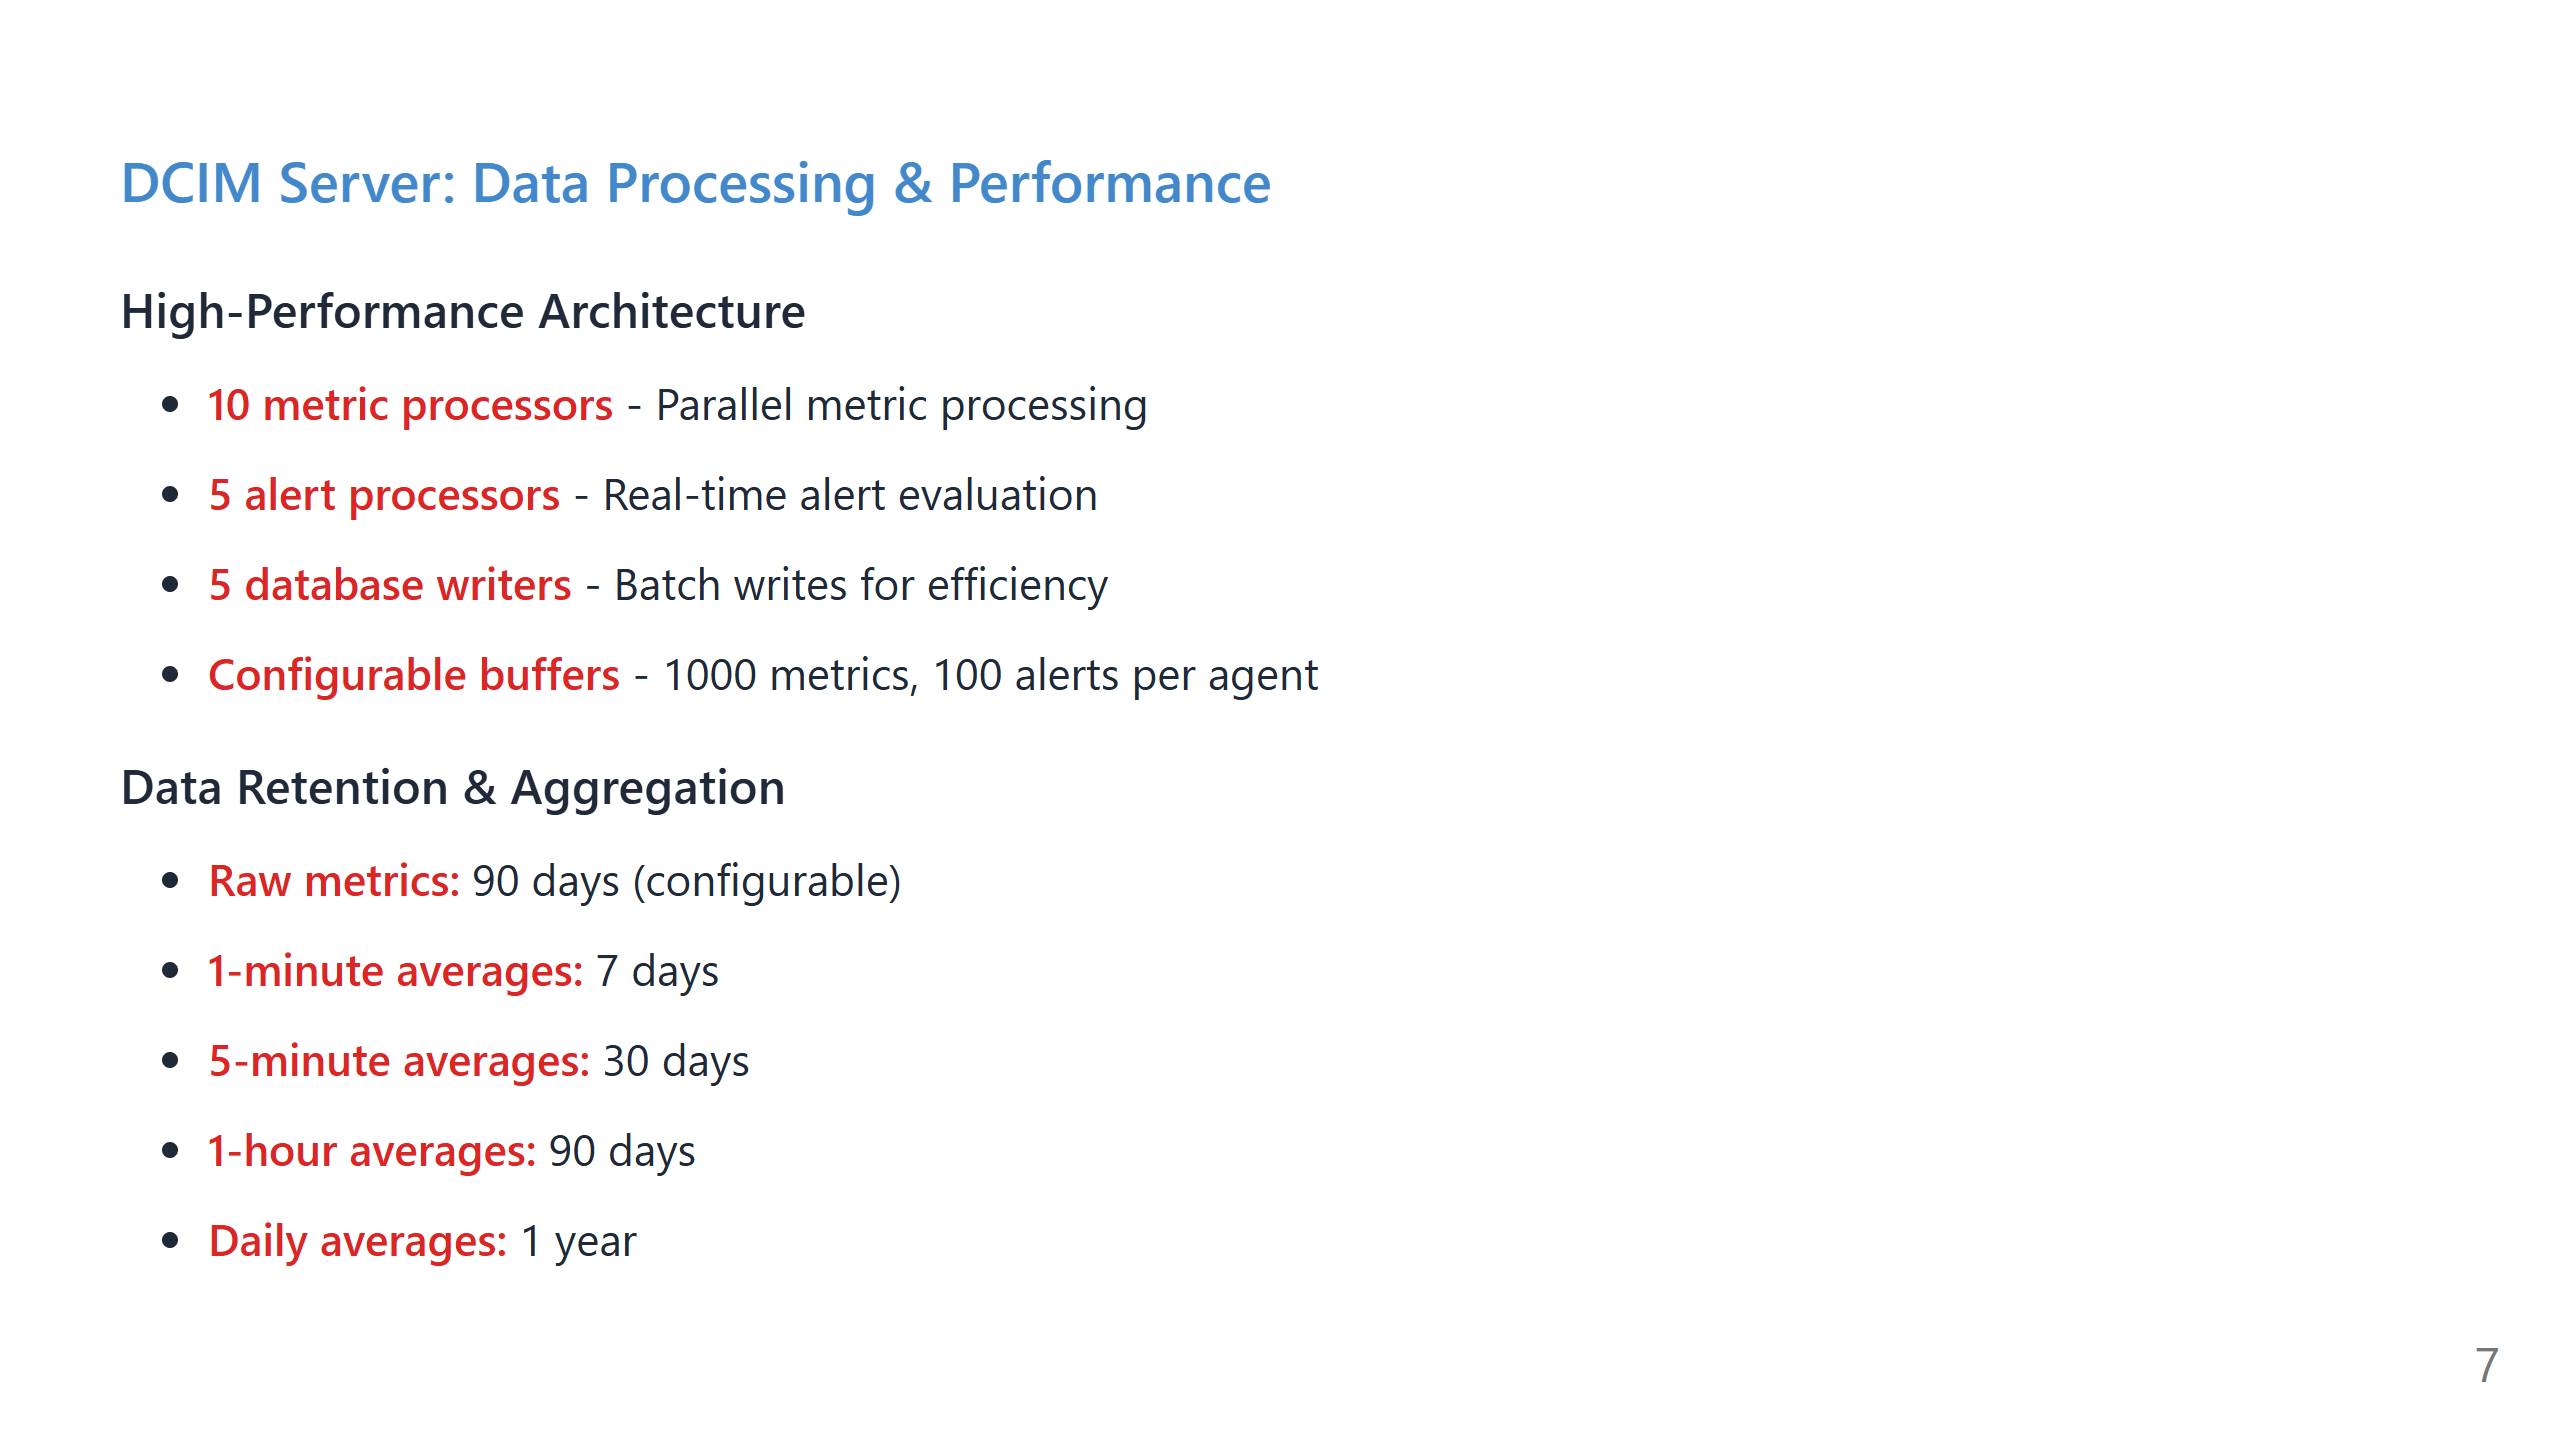 DCIM Server: Data Processing & Performance
High-Performance Architecture
• 10 metric processors - Parallel metric processing
• 5 alert processors - Real-time alert evaluation
• 5 database writers - Batch writes for efficiency
• Configurable buffers - 1000 metrics, 100 alerts per agent
Data Retention & Aggregation
• Raw metrics: 90 days (configurable)
• 1-minute averages: 7 days
• 5-minute averages: 30 days
• 1-hour averages: 90 days
• Daily averages: 1 year
7